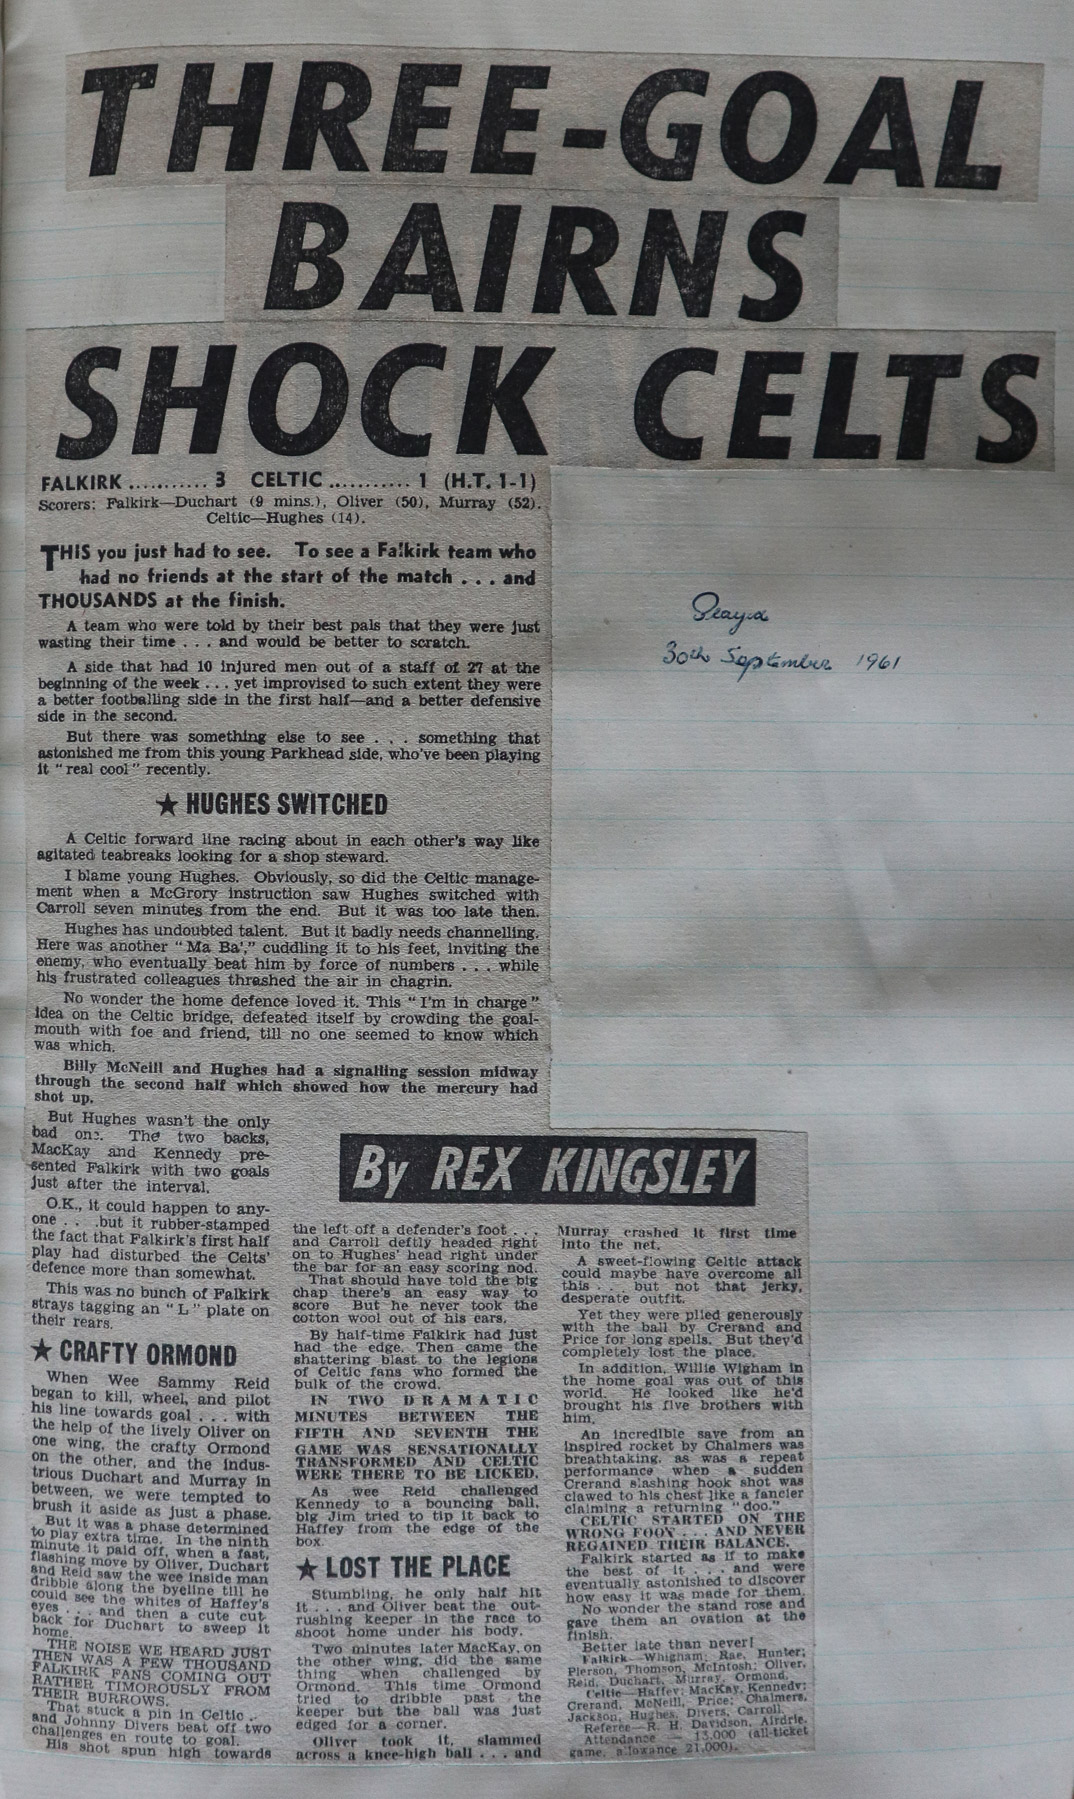 THREE-GOAL
BAIRNS
SHOCK CELTS
FALKIRK ........... 3 CELTIC ............ 1 (H.T. 1-1)
Scorers: Falkirk—Duchart (9 mins.), Oliver (50), Murray (52).
Celtic—Hughes (14).
THIS you just had to see. To see a Falkirk team who
had no friends at the start of the match . . . and
THOUSANDS at the finish.
A team who were told by their best pals that they were just
wasting their time . . . and would be better to scratch.
A side that had 10 injured men out of a staff of 27 at the
beginning of the week . . . yet improvised to such extent they were
a better footballing side in the first half—and a better defensive
side in the second.
But there was something else to see . . . something that
astonished me from this young Parkhead side, who've been playing
it "real cool" recently.
★ HUGHES SWITCHED
A Celtic forward line racing about in each other's way like
agitated teabreaks looking for a shop steward.
I blame young Hughes. Obviously, so did the Celtic manage-
ment when a McGrory instruction saw Hughes switched with
Carroll seven minutes from the end. But it was too late then.
Hughes has undoubted talent. But it badly needs channelling.
Here was another "Ma Ba'," cuddling it to his feet, inviting the
enemy, who eventually beat him by force of numbers . . . while
his frustrated colleagues thrashed the air in chagrin.
No wonder the home defence loved it. This "I'm in charge"
idea on the Celtic bridge, defeated itself by crowding the goal-
mouth with foe and friend, till no one seemed to know which
was which.
Billy McNeill and Hughes had a signalling session midway
through the second half which showed how the mercury had
shot up.
But Hughes wasn't the only
bad one. The two backs,
MacKay and Kennedy pre-
sented Falkirk with two goals
just after the interval.
O.K., it could happen to any-
one . . . but it rubber-stamped
the fact that Falkirk's first half
play had disturbed the Celts'
defence more than somewhat.
This was no bunch of Falkirk
strays tagging an "L" plate on
their rears.
★ CRAFTY ORMOND
When Wee Sammy Reid
began to kill, wheel, and pilot
his line towards goal . . . with
the help of the lively Oliver on
one wing, the crafty Ormond
on the other, and the indus-
trious Duchart and Murray in
between, we were tempted to
brush it aside as just a phase.
But it was a phase determined
to play extra time. In the ninth
minute it paid off, when a fast,
flashing move by Oliver, Duchart
and Reid saw the wee inside man
dribble along the byeline till he
could see the whites of Haffey's
eyes . . . and then a cute cut-
back for Duchart to sweep it
home.
THE NOISE WE HEARD JUST
THEN WAS A FEW THOUSAND
FALKIRK FANS COMING OUT
RATHER TIMOROUSLY FROM
THEIR BURROWS.
That stuck a pin in Celtic . .
and Johnny Divers beat off two
challenges en route to goal.
His shot spun high towards
By REX KINGSLEY
the left off a defender's foot . . .
and Carroll deftly headed right
on to Hughes' head right under
the bar for an easy scoring nod.
That should have told the big
chap there's an easy way to
score But he never took the
cotton wool out of his ears.
By half-time Falkirk had just
had the edge. Then came the
shattering blast to the legions
of Celtic fans who formed the
bulk of the crowd.
IN TWO DRAMATIC
MINUTES BETWEEN THE
FIFTH AND SEVENTH THE
GAME WAS SENSATIONALLY
TRANSFORMED AND CELTIC
WERE THERE TO BE LICKED.
As wee Reid challenged
Kennedy to a bouncing ball,
big Jim tried to tip it back to
Haffey from the edge of the
box.
★ LOST THE PLACE
Stumbling, he only half hit
it . . . and Oliver beat the out-
rushing keeper in the race to
shoot home under his body.
Two minutes later MacKay, on
the other wing, did the same
thing when challenged by
Ormond. This time Ormond
tried to dribble past the
keeper but the ball was just
edged for a corner.
Oliver took it, slammed
across a knee-high ball . . . and
Murray crashed it first time
into the net.
A sweet-flowing Celtic attack
could maybe have overcome all
this . . . but not that jerky,
desperate outfit.
Yet they were plied generously
with the ball by Crerand and
Price for long spells. But they'd
completely lost the place.
In addition, Willie Wigham in
the home goal was out of this
world. He looked like he'd
brought his five brothers with
him.
An incredible save from an
inspired rocket by Chalmers was
breathtaking, as was a repeat
performance when a sudden
Crerand slashing hook shot was
clawed to his chest like a fancier
claiming a returning "doo."
CELTIC STARTED ON THE
WRONG FOOT . . . AND NEVER
REGAINED THEIR BALANCE.
Falkirk started as if to make
the best of it . . . and were
eventually astonished to discover
how easy it was made for them.
No wonder the stand rose and
gave them an ovation at the
finish.
Better late than never!
Falkirk—Whigham; Rae, Hunter;
Pierson, Thomson, McIntosh; Oliver,
Reid, Duchart, Murray, Ormond.
Celtic—Haffey; MacKay, Kennedy;
Crerand, McNeill, Price; Chalmers,
Jackson, Hughes, Divers, Carroll.
Referee—R. H. Davidson, Airdrie.
Attendance — 13,000 (all-ticket
game, allowance 21,000).
Played
30th September 1961